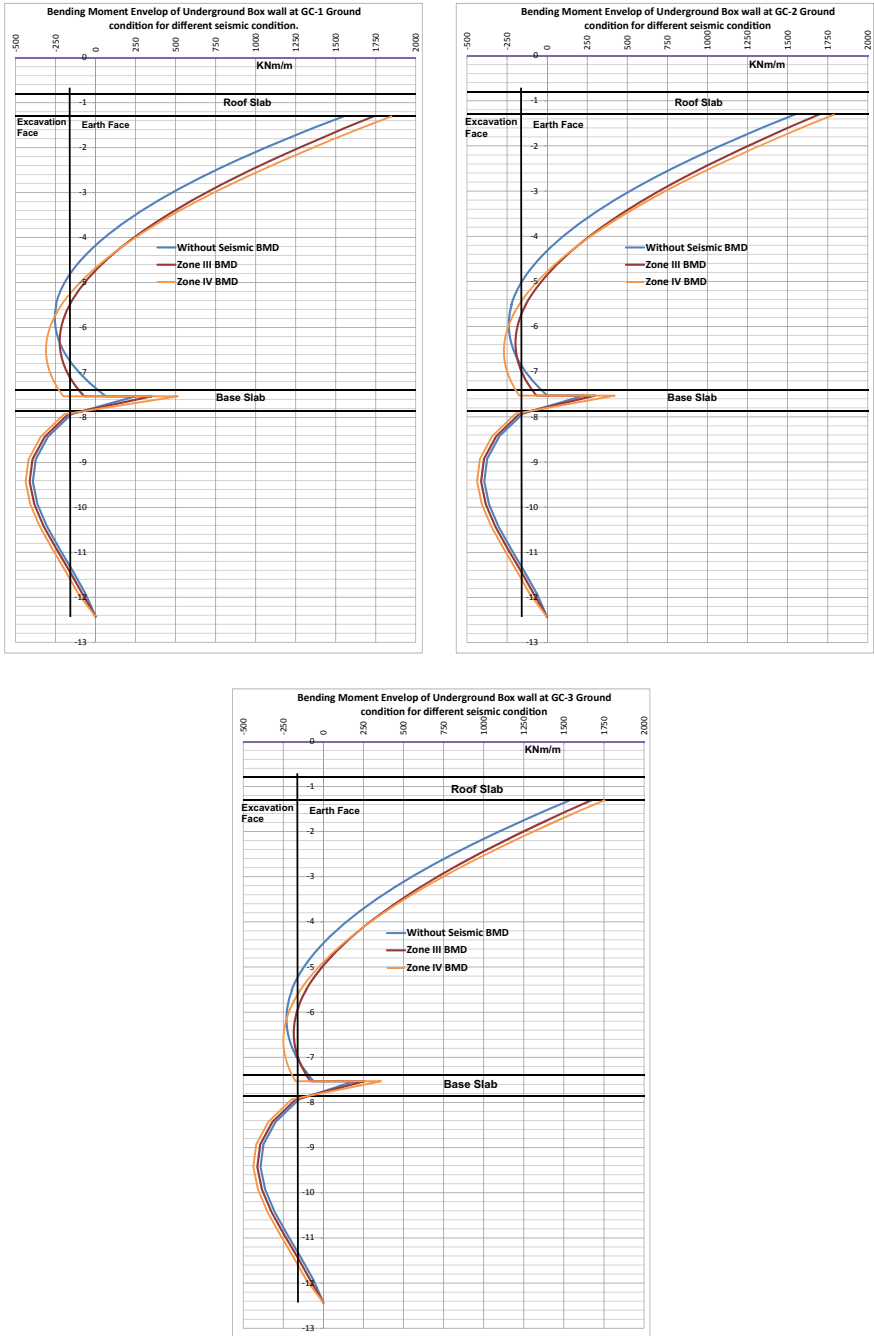 Bending Moment Envelop of Underground Box wall at GC-1 Ground
condition for different seismic condition.
-500 -250 0 250 500 750 1000 1250 1500 1750 2000
0
KNm/m
-1
Roof Slab
Excavation
Face
Earth Face
-2
-3
-4
Without Seismic BMD
Zone III BMD
-5
Zone IV BMD
-6
-7
Base Slab
-8
-9
-10
-11
-12
-13
Bending Moment Envelop of Underground Box wall at GC-2 Ground
condition for different seismic condition
-500 -250 0 250 500 750 1000 1250 1500 1750 2000
0
KNm/m
-1
Roof Slab
Excavation
Face
Earth Face
-2
-3
-4
Without Seismic BMD
Zone III BMD
-5
Zone IV BMD
-6
-7
Base Slab
-8
-9
-10
-11
-12
-13
Bending Moment Envelop of Underground Box wall at GC-3 Ground
condition for different seismic condition
-500 -250 0 250 500 750 1000 1250 1500 1750 2000
0
KNm/m
-1
Roof Slab
Excavation
Face
Earth Face
-2
-3
-4
Without Seismic BMD
Zone III BMD
-5
Zone IV BMD
-6
-7
Base Slab
-8
-9
-10
-11
-12
-13